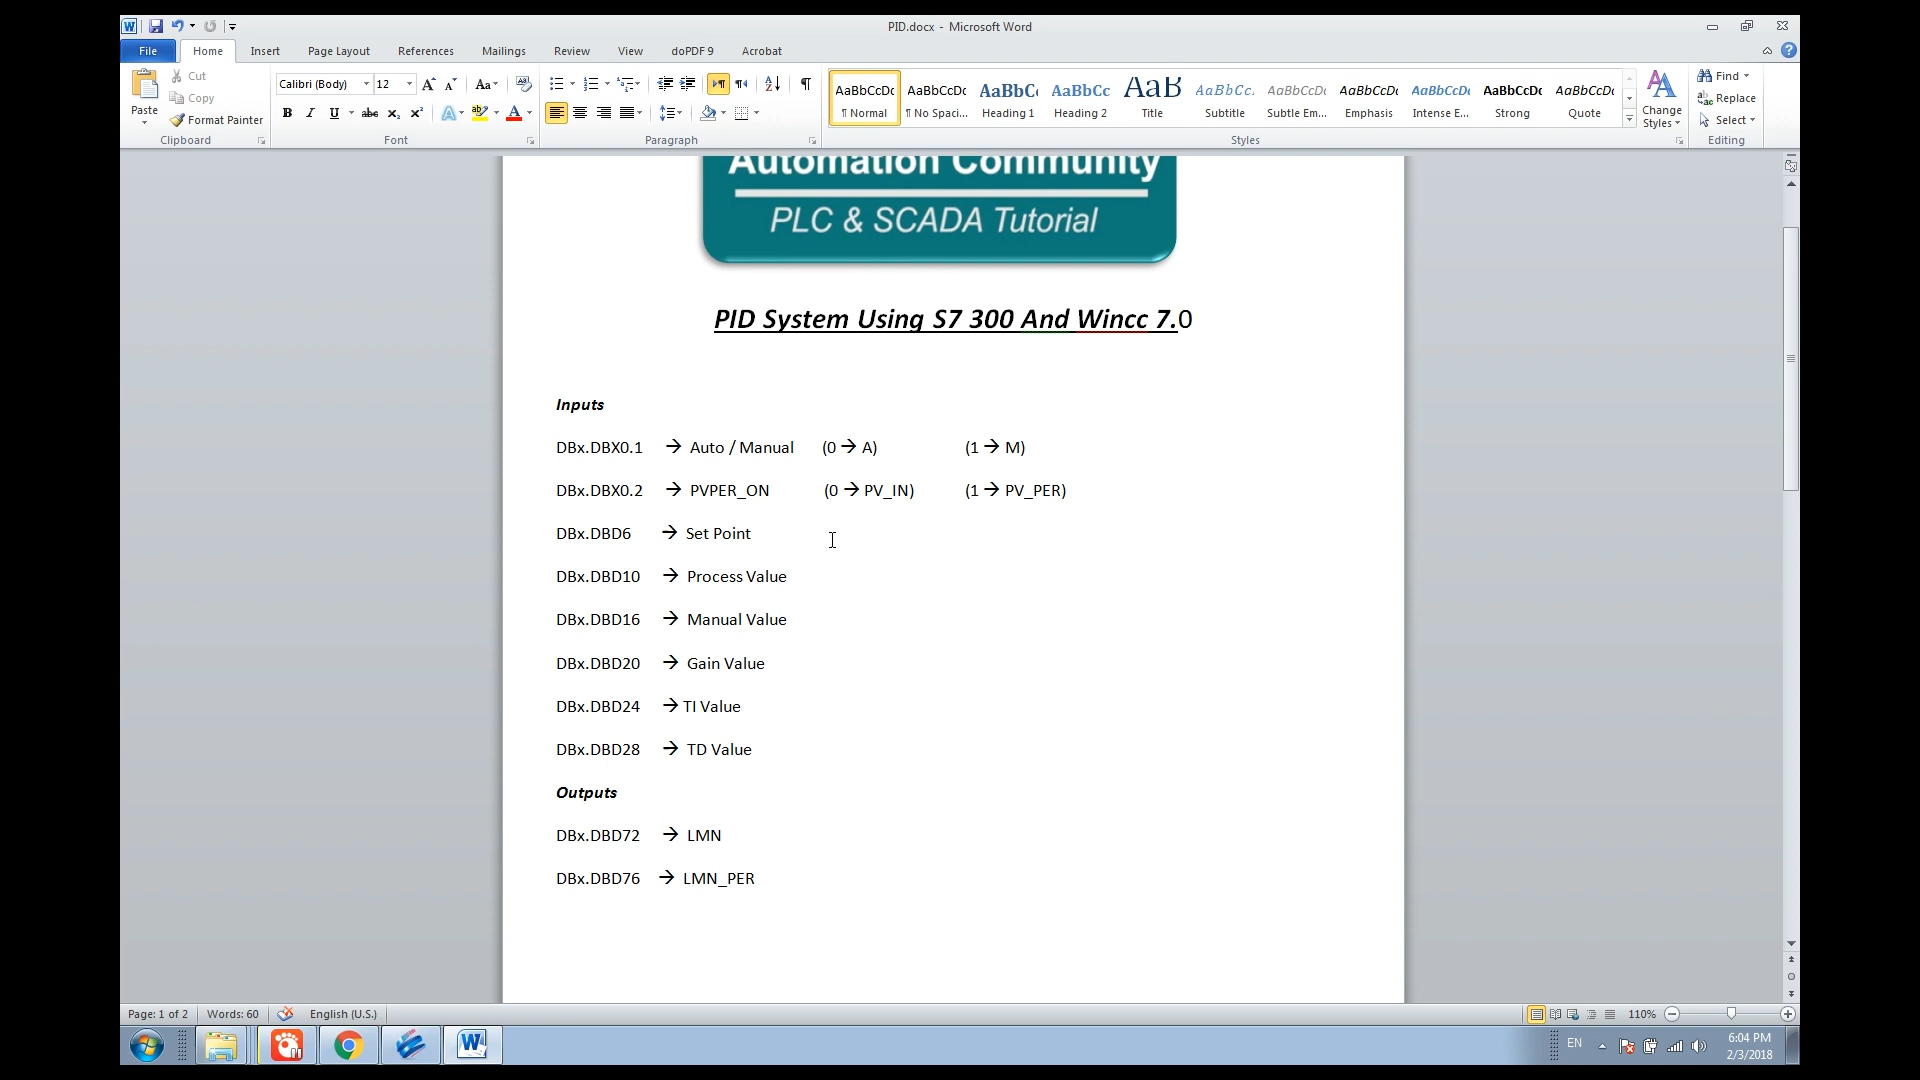 PID.docx - Microsoft Word
File Home Insert Page Layout References Mailings Review View doPDF 9 Acrobat
Paste
Cut
Copy
Format Painter
Clipboard
Calibri (Body) 12
Font
Paragraph
AaBbCcDc AaBbCcDc AaBbC AaBbCc AaB AaBbCc. AaBbCcDc AaBbCcDc AaBbCcDc AaBbCcDc AaBbCcDc
¶ Normal ¶ No Spaci... Heading 1 Heading 2 Title Subtitle Subtle Em... Emphasis Intense E... Strong Quote
Change Styles
Styles
Find
Replace
Select
Editing
Automation Community
PLC & SCADA Tutorial
PID System Using S7 300 And Wincc 7.0
Inputs
DBx.DBX0.1 → Auto / Manual (0 → A) (1 → M)
DBx.DBX0.2 → PVPER_ON (0 → PV_IN) (1 → PV_PER)
DBx.DBD6 → Set Point
DBx.DBD10 → Process Value
DBx.DBD16 → Manual Value
DBx.DBD20 → Gain Value
DBx.DBD24 → TI Value
DBx.DBD28 → TD Value
Outputs
DBx.DBD72 → LMN
DBx.DBD76 → LMN_PER
Page: 1 of 2 Words: 60 English (U.S.) 110%
EN
6:04 PM
2/3/2018